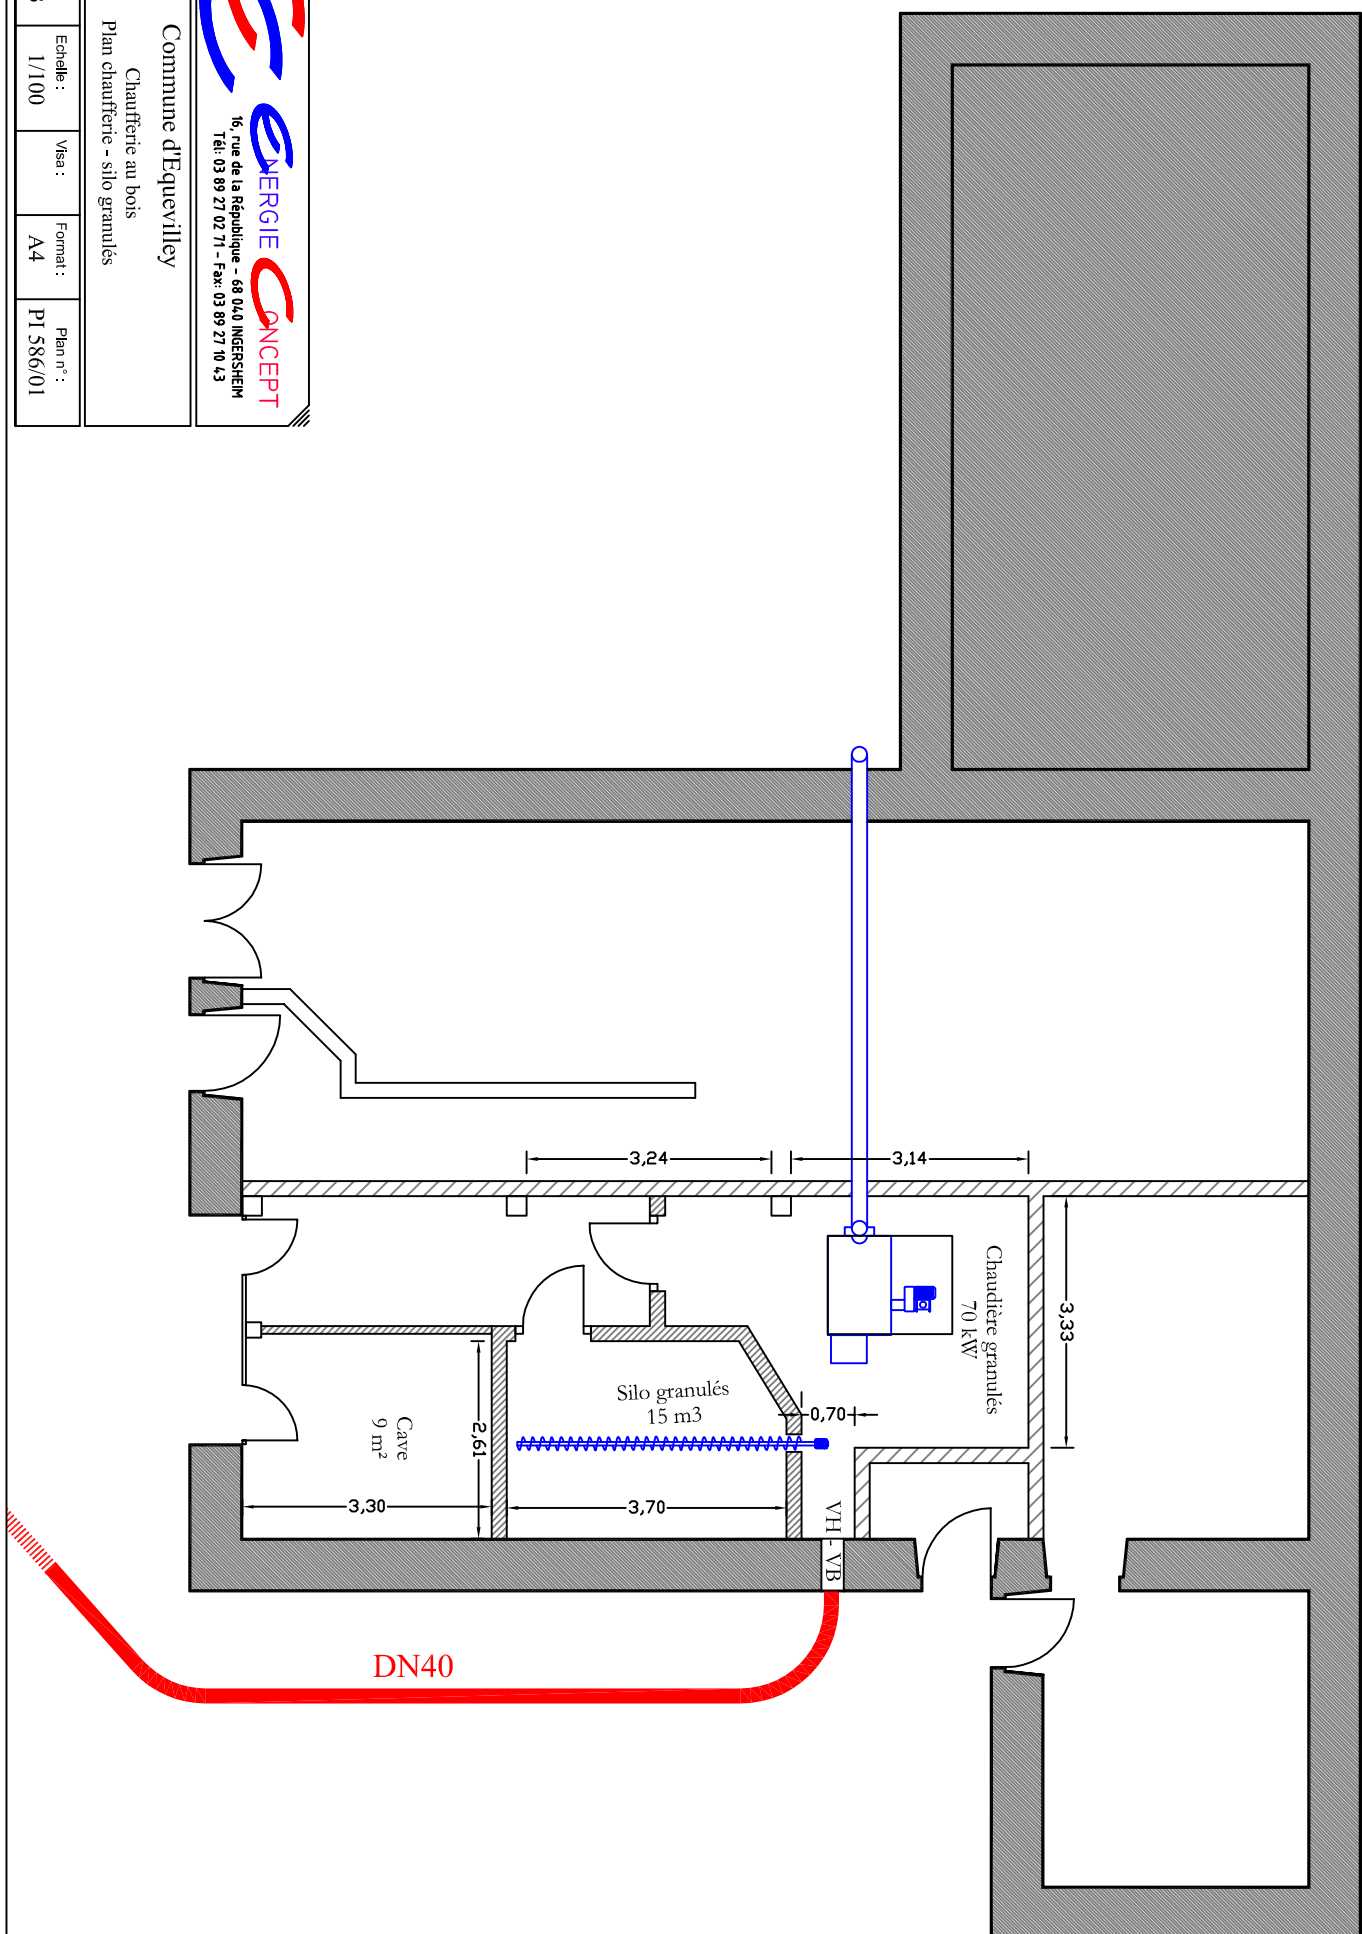 ENERGIE CONCEPT
16, rue de la République - 68 040 INGERSHEIM
Tél: 03 89 27 02 71 - Fax: 03 89 27 10 43
Commune d'Equevilley
Chaufferie au bois
Plan chaufferie - silo granulés
Echelle :
1/100
Visa :
Format :
A4
Plan n° :
PI 586/01
3,24
3,14
3,33
Chaudière granulés
70 kW
Silo granulés
15 m3
0,70
2,61
Cave
9 m²
3,30
3,70
VH - VB
DN40